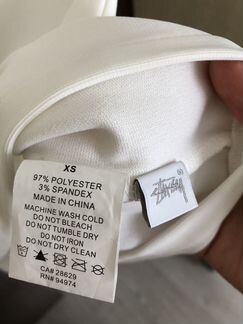 XS
97% POLYESTER
3% SPANDEX
MADE IN CHINA
MACHINE WASH COLD
DO NOT BLEACH
DO NOT TUMBLE DRY
DO NOT IRON
DO NOT DRY CLEAN
CA# 28629
RN# 94974
STÜSSY
®